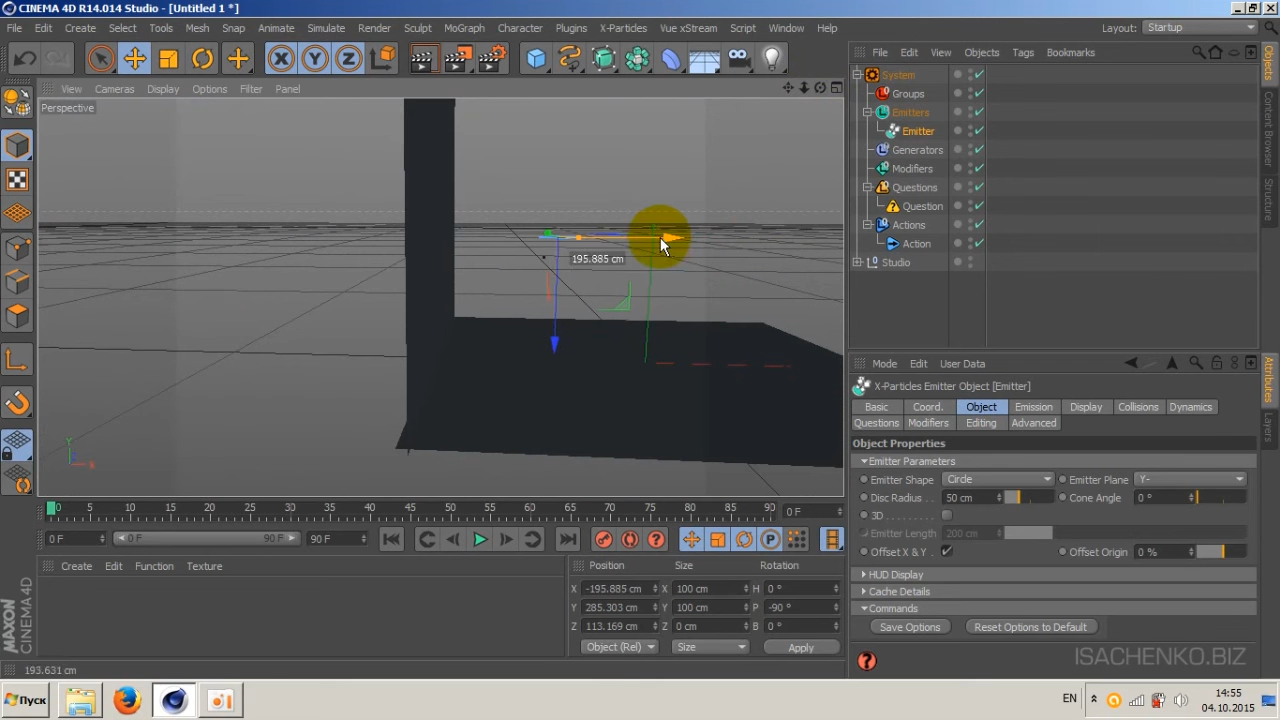 CINEMA 4D R14.014 Studio - [Untitled 1 *]
File Edit Create Select Tools Mesh Snap Animate Simulate Render Sculpt MoGraph Character Plugins X-Particles Vue xStream Script Window Help Layout: Startup
File Edit View Objects Tags Bookmarks
View Cameras Display Options Filter Panel
Perspective
System
Groups
Emitters
Emitter
Generators
Modifiers
Questions
Question
Actions
Action
Studio
Objects
Content Browser
Structure
195.885 cm
Y
X
Mode Edit User Data
X-Particles Emitter Object [Emitter]
Basic Coord. Object Emission Display Collisions Dynamics
Questions Modifiers Editing Advanced
Object Properties
Emitter Parameters
Emitter Shape Circle Emitter Plane Y-
Disc Radius . . 50 cm Cone Angle . 0 °
3D . . . . . . . . .
Emitter Length 200 cm
Offset X & Y . Offset Origin . 0 %
HUD Display
Cache Details
Commands
Save Options Reset Options to Default
Attributes
Layers
0 5 10 15 20 25 30 35 40 45 50 55 60 65 70 75 80 85 90 0 F
0 F 0 F 90 F 90 F
Create Edit Function Texture
Position Size Rotation
X -195.885 cm X 100 cm H 0 °
Y 285.303 cm Y 100 cm P -90 °
Z 113.169 cm Z 0 cm B 0 °
Object (Rel) Size Apply
MAXON
CINEMA 4D
193.631 cm
ISACHENKO.BIZ
Пуск EN 14:55
04.10.2015